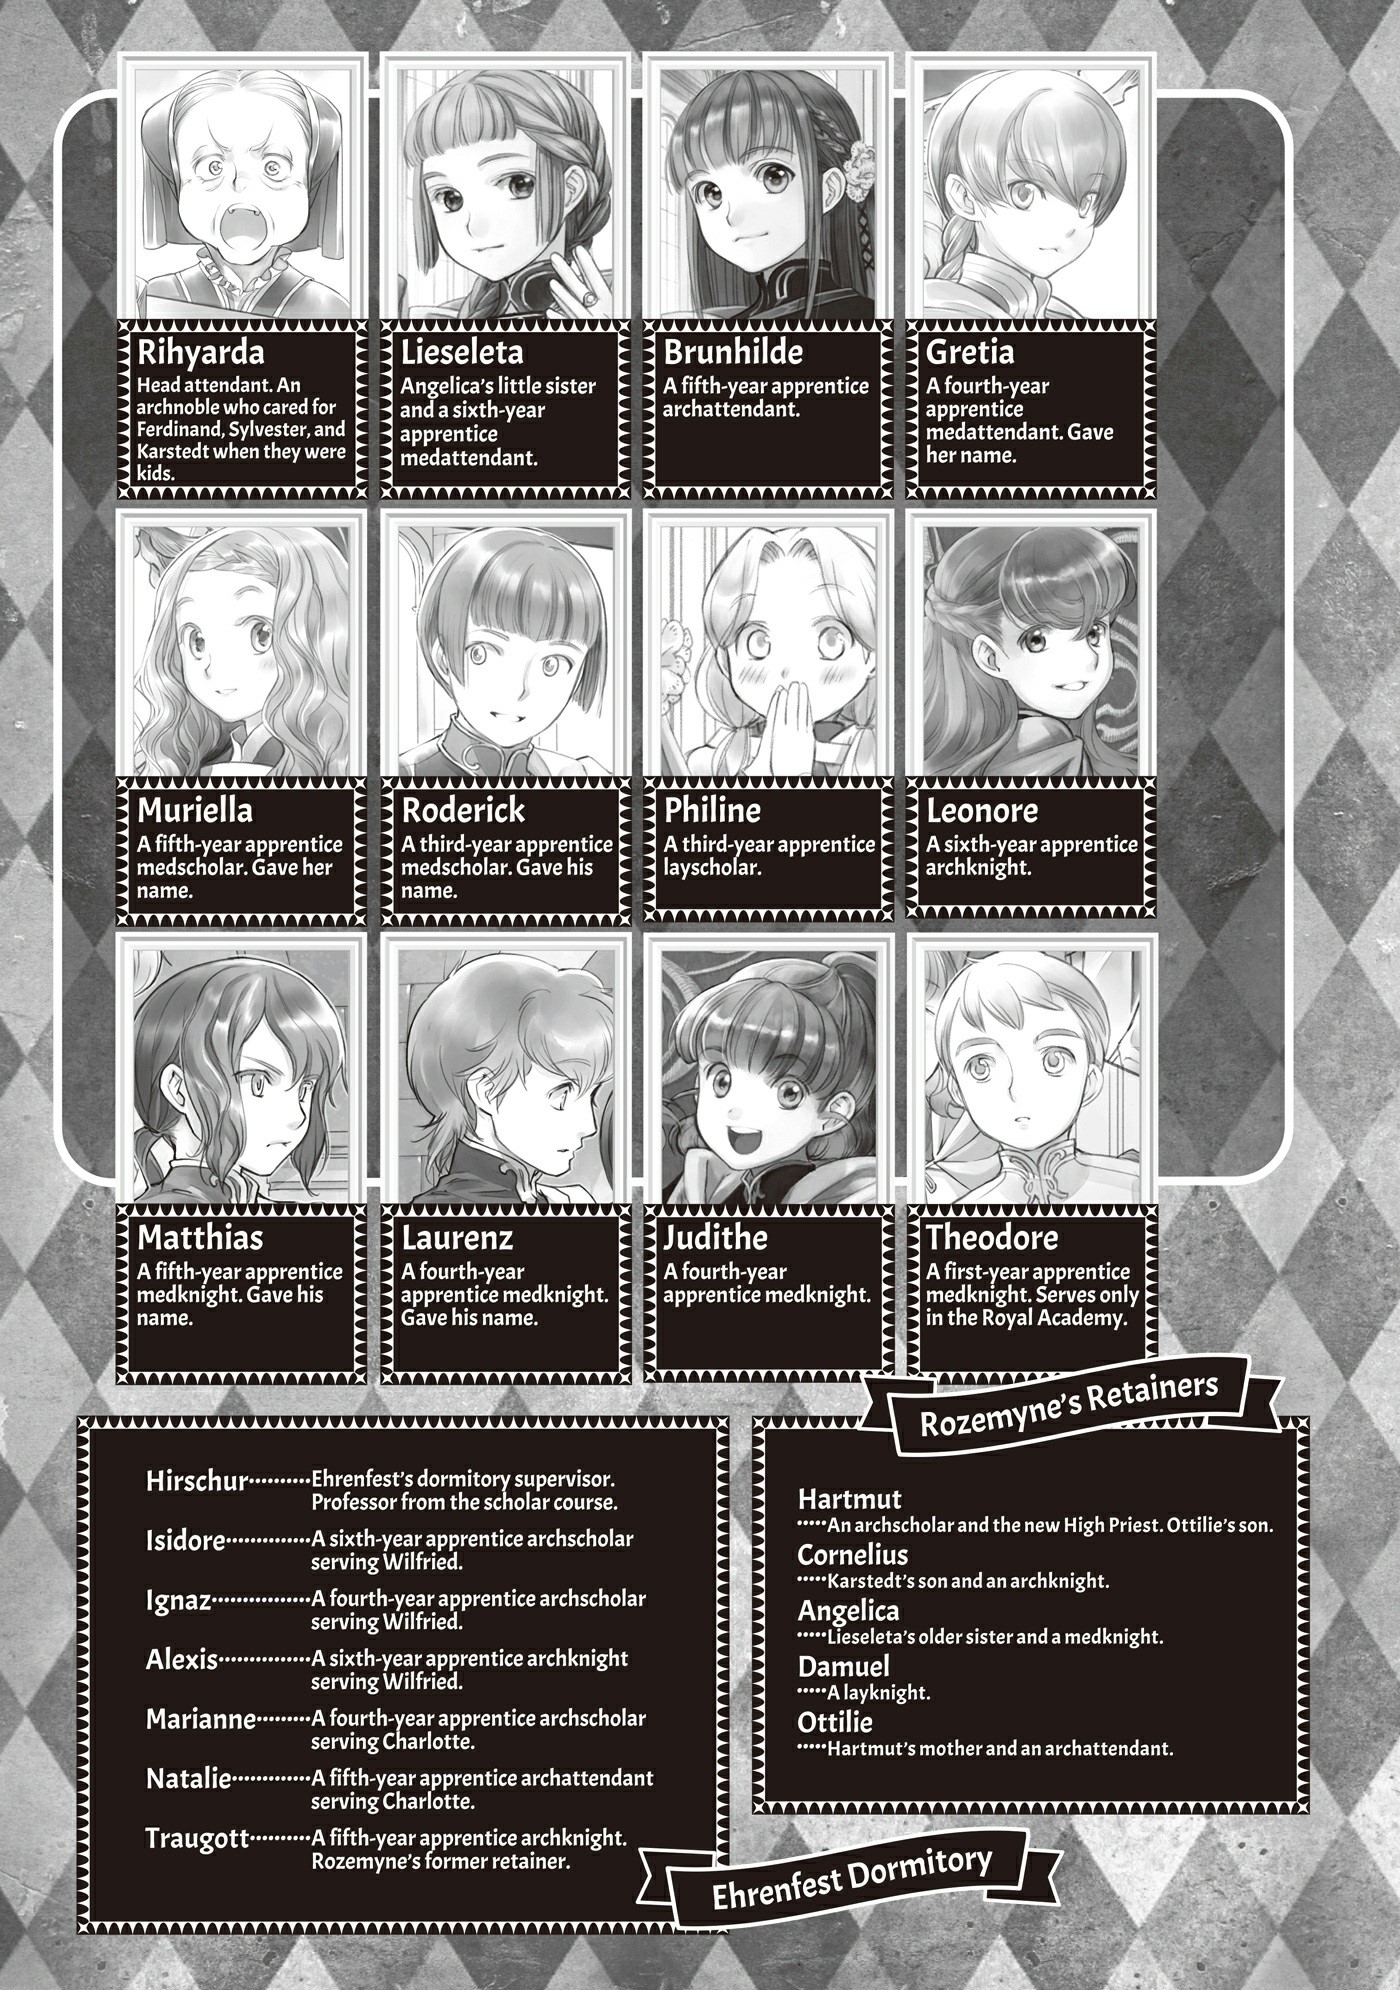 Rihyarda
Head attendant. An
archnoble who cared for
Ferdinand, Sylvester, and
Karstedt when they were
kids.
Lieseleta
Angelica's little sister
and a sixth-year
apprentice
medattendant.
Brunhilde
A fifth-year apprentice
archattendant.
Gretia
A fourth-year
apprentice
medattendant. Gave
her name.
Muriella
A fifth-year apprentice
medscholar. Gave her
name.
Roderick
A third-year apprentice
medscholar. Gave his
name.
Philine
A third-year apprentice
layscholar.
Leonore
A sixth-year apprentice
archknight.
Matthias
A fifth-year apprentice
medknight. Gave his
name.
Laurenz
A fourth-year
apprentice medknight.
Gave his name.
Judithe
A fourth-year
apprentice medknight.
Theodore
A first-year apprentice
medknight. Serves only
in the Royal Academy.
Rozemyne's Retainers
Hartmut
·····An archscholar and the new High Priest. Ottilie's son.
Cornelius
·····Karstedt's son and an archknight.
Angelica
·····Lieseleta's older sister and a medknight.
Damuel
·····A layknight.
Ottilie
·····Hartmut's mother and an archattendant.
Hirschur··········Ehrenfest's dormitory supervisor.
Professor from the scholar course.
Isidore·············A sixth-year apprentice archscholar
serving Wilfried.
Ignaz···············A fourth-year apprentice archscholar
serving Wilfried.
Alexis··············A sixth-year apprentice archknight
serving Wilfried.
Marianne·········A fourth-year apprentice archscholar
serving Charlotte.
Natalie············A fifth-year apprentice archattendant
serving Charlotte.
Traugott··········A fifth-year apprentice archknight.
Rozemyne's former retainer.
Ehrenfest Dormitory